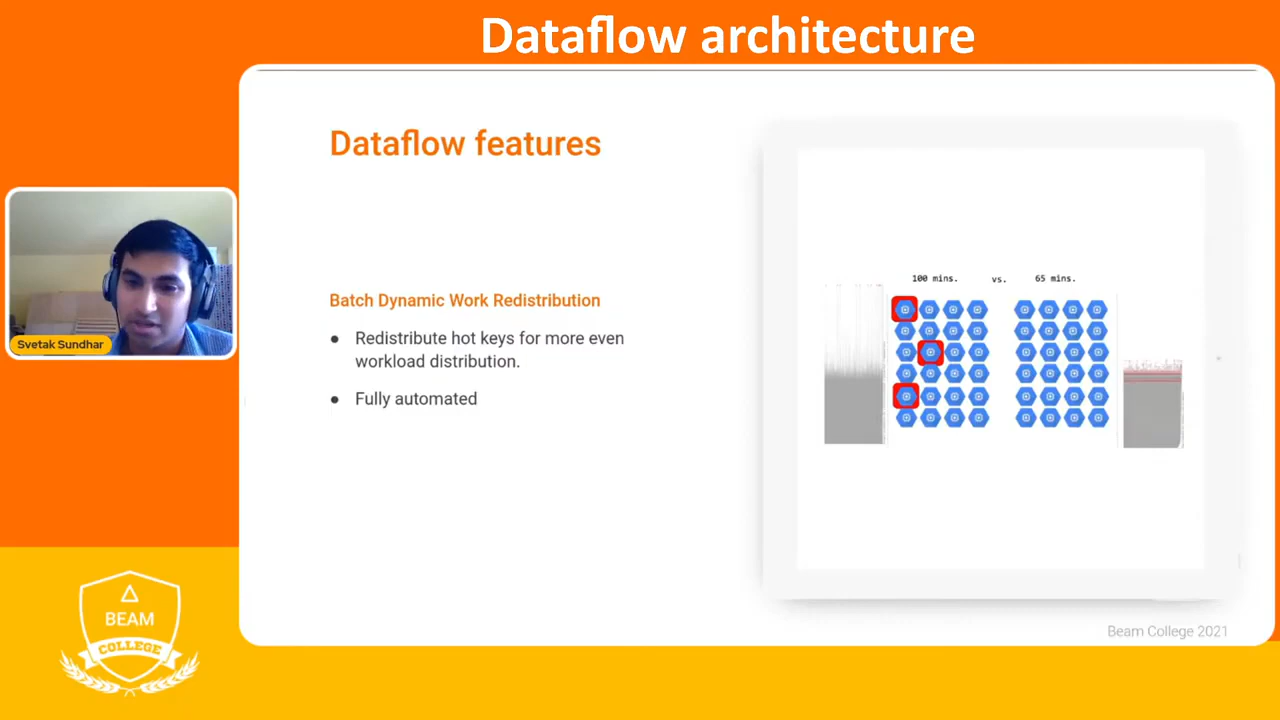 Dataflow architecture
Dataflow features
Batch Dynamic Work Redistribution
● Redistribute hot keys for more even
workload distribution.
● Fully automated
100 mins. vs. 65 mins.
Svetak Sundhar
BEAM
COLLEGE
Beam College 2021